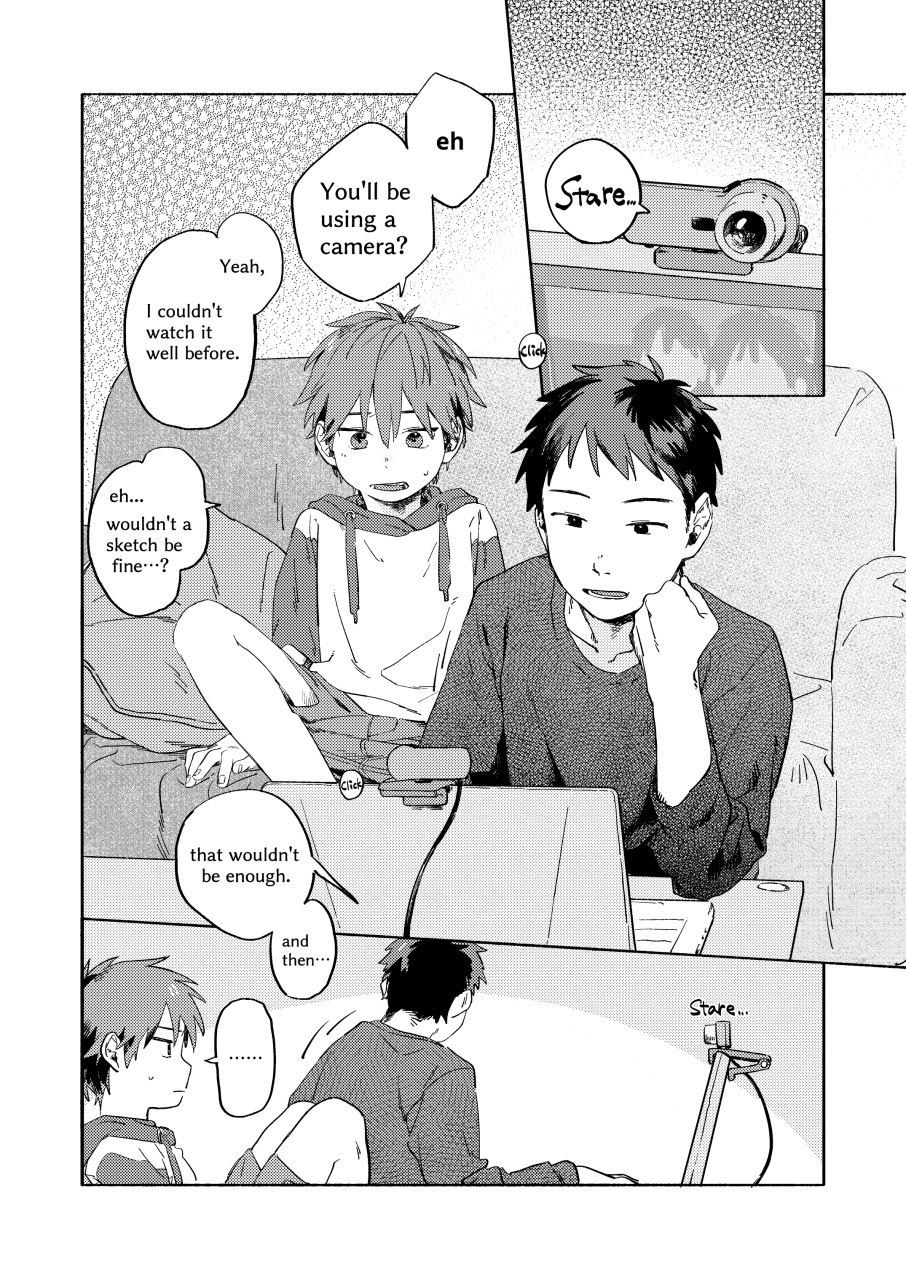 Stare...
eh
You'll be
using a
camera?
Yeah,
I couldn't
watch it
well before.
Click
eh...
wouldn't a
sketch be
fine…?
Click
that wouldn't
be enough.
and
then…
Stare...
……